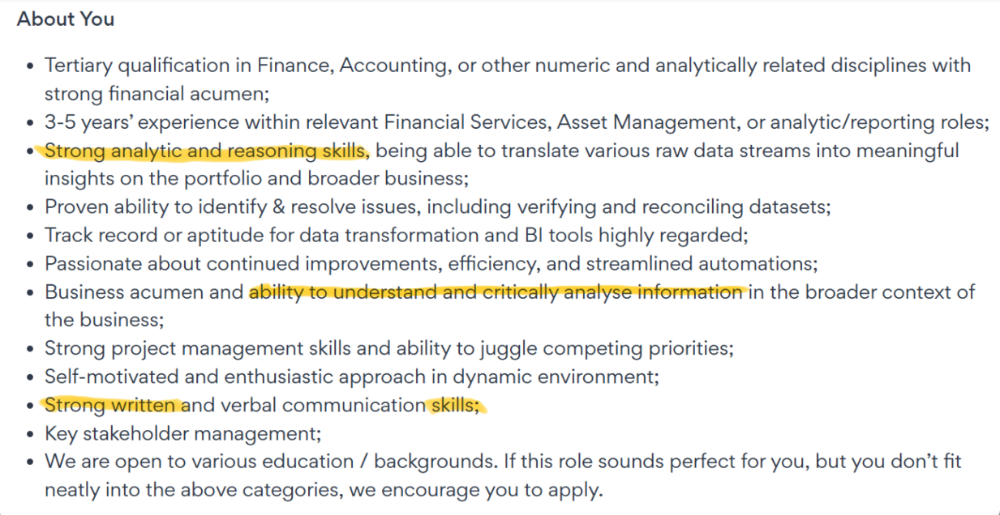 About You
• Tertiary qualification in Finance, Accounting, or other numeric and analytically related disciplines with
strong financial acumen;
• 3-5 years’ experience within relevant Financial Services, Asset Management, or analytic/reporting roles;
• Strong analytic and reasoning skills, being able to translate various raw data streams into meaningful
insights on the portfolio and broader business;
• Proven ability to identify & resolve issues, including verifying and reconciling datasets;
• Track record or aptitude for data transformation and BI tools highly regarded;
• Passionate about continued improvements, efficiency, and streamlined automations;
• Business acumen and ability to understand and critically analyse information in the broader context of
the business;
• Strong project management skills and ability to juggle competing priorities;
• Self-motivated and enthusiastic approach in dynamic environment;
• Strong written and verbal communication skills;
• Key stakeholder management;
• We are open to various education / backgrounds. If this role sounds perfect for you, but you don’t fit
neatly into the above categories, we encourage you to apply.